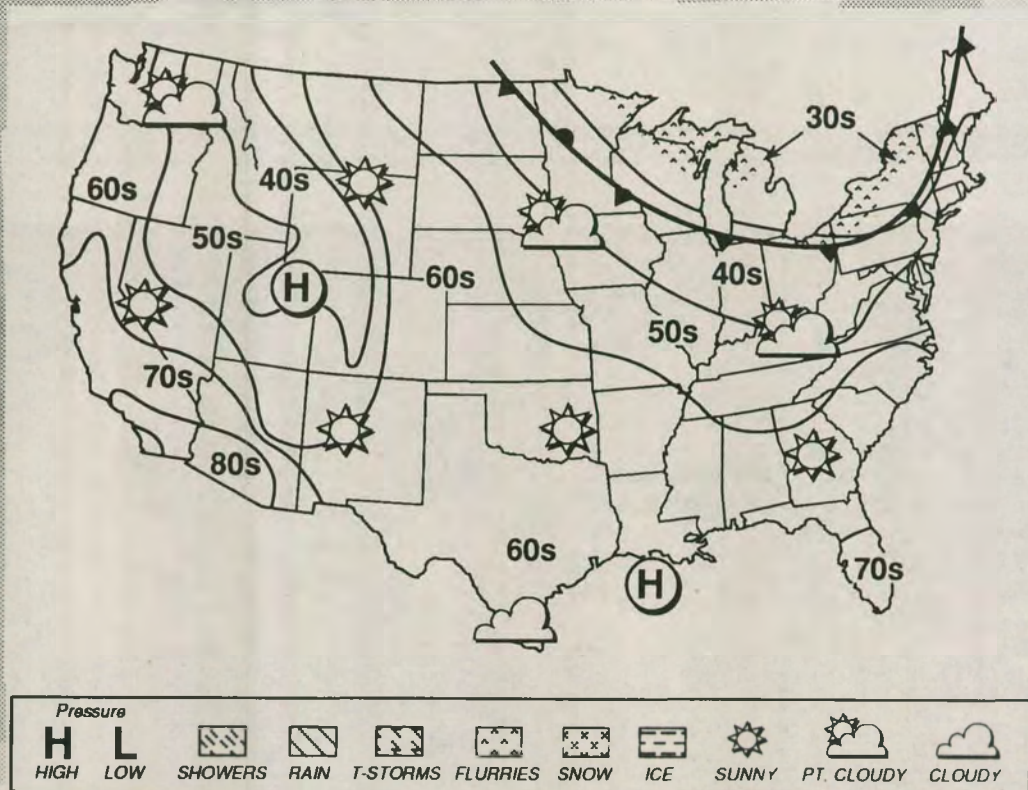 30s
60s
40s
50s
H
60s
40s
50s
70s
80s
60s
H
70s
Pressure
H L
HIGH LOW SHOWERS RAIN T-STORMS FLURRIES SNOW ICE SUNNY PT. CLOUDY CLOUDY